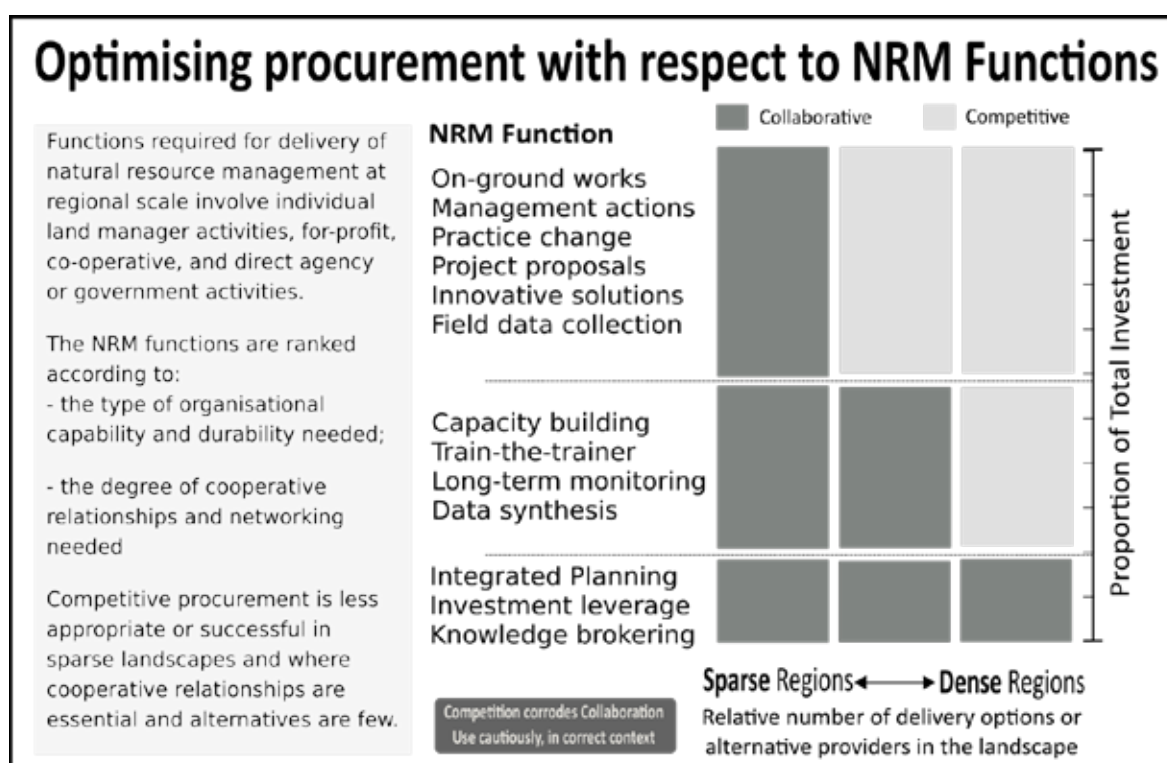 Optimising procurement with respect to NRM Functions
Functions required for delivery of
natural resource management at
regional scale involve individual
land manager activities, for-profit,
co-operative, and direct agency
or government activities.
The NRM functions are ranked
according to:
- the type of organisational
capability and durability needed;
- the degree of cooperative
relationships and networking
needed
Competitive procurement is less
appropriate or successful in
sparse landscapes and where
cooperative relationships are
essential and alternatives are few.
NRM Function
On-ground works
Management actions
Practice change
Project proposals
Innovative solutions
Field data collection
Capacity building
Train-the-trainer
Long-term monitoring
Data synthesis
Integrated Planning
Investment leverage
Knowledge brokering
Competition corrodes Collaboration
Use cautiously, in correct context
Collaborative
Competitive
Proportion of Total Investment
Sparse Regions Dense Regions
Relative number of delivery options or
alternative providers in the landscape